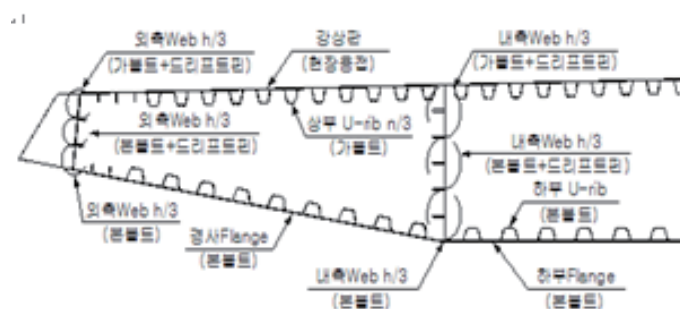 외측Web h/3
(가볼트+드리프트핀)
강상판
(현장용접)
내측Web h/3
(가볼트+드리프트핀)
외측Web h/3
(본볼트+드리프트핀)
상부 U-rib n/3
(가볼트)
내측Web h/3
(본볼트+드리프트핀)
하부 U-rib
(본볼트)
외측Web h/3
(본볼트)
경사Flange
(본볼트)
내측Web h/3
(본볼트)
하부Flange
(본볼트)